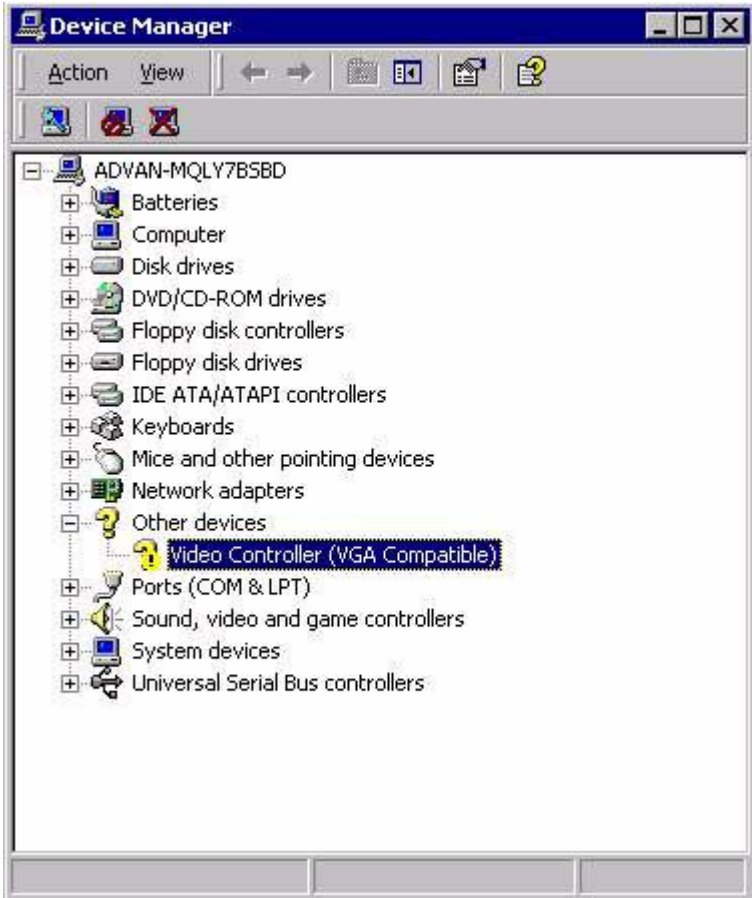 Device Manager
Action View
ADVAN-MQLY7BSBD
Batteries
Computer
Disk drives
DVD/CD-ROM drives
Floppy disk controllers
Floppy disk drives
IDE ATA/ATAPI controllers
Keyboards
Mice and other pointing devices
Network adapters
Other devices
Video Controller (VGA Compatible)
Ports (COM & LPT)
Sound, video and game controllers
System devices
Universal Serial Bus controllers